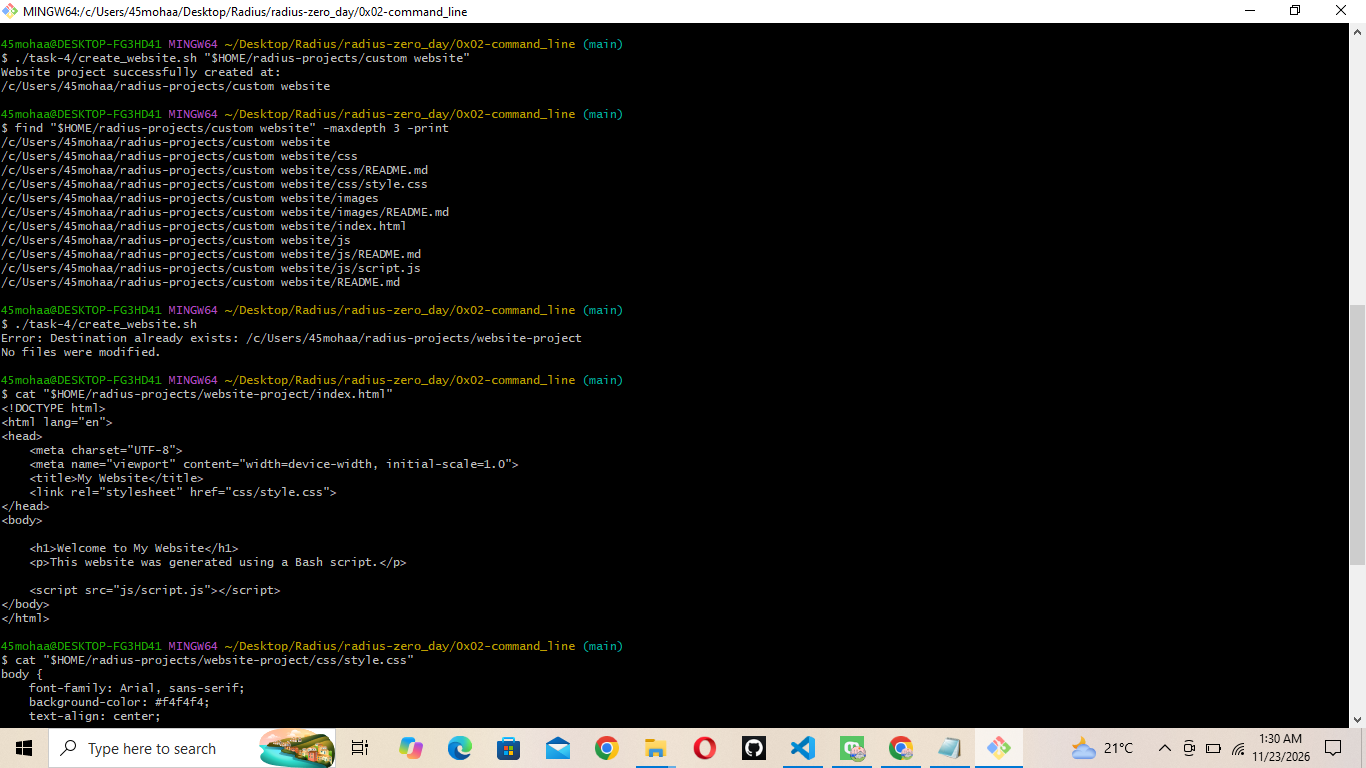 MINGW64:/c/Users/45mohaa/Desktop/Radius/radius-zero_day/0x02-command_line
45mohaa@DESKTOP-FG3HD41 MINGW64 ~/Desktop/Radius/radius-zero_day/0x02-command_line (main)
$ ./task-4/create_website.sh "$HOME/radius-projects/custom website"
Website project successfully created at:
/c/Users/45mohaa/radius-projects/custom website
45mohaa@DESKTOP-FG3HD41 MINGW64 ~/Desktop/Radius/radius-zero_day/0x02-command_line (main)
$ find "$HOME/radius-projects/custom website" -maxdepth 3 -print
/c/Users/45mohaa/radius-projects/custom website
/c/Users/45mohaa/radius-projects/custom website/css
/c/Users/45mohaa/radius-projects/custom website/css/README.md
/c/Users/45mohaa/radius-projects/custom website/css/style.css
/c/Users/45mohaa/radius-projects/custom website/images
/c/Users/45mohaa/radius-projects/custom website/images/README.md
/c/Users/45mohaa/radius-projects/custom website/index.html
/c/Users/45mohaa/radius-projects/custom website/js
/c/Users/45mohaa/radius-projects/custom website/js/README.md
/c/Users/45mohaa/radius-projects/custom website/js/script.js
/c/Users/45mohaa/radius-projects/custom website/README.md
45mohaa@DESKTOP-FG3HD41 MINGW64 ~/Desktop/Radius/radius-zero_day/0x02-command_line (main)
$ ./task-4/create_website.sh
Error: Destination already exists: /c/Users/45mohaa/radius-projects/website-project
No files were modified.
45mohaa@DESKTOP-FG3HD41 MINGW64 ~/Desktop/Radius/radius-zero_day/0x02-command_line (main)
$ cat "$HOME/radius-projects/website-project/index.html"
<!DOCTYPE html>
<html lang="en">
<head>
    <meta charset="UTF-8">
    <meta name="viewport" content="width=device-width, initial-scale=1.0">
    <title>My Website</title>
    <link rel="stylesheet" href="css/style.css">
</head>
<body>
    <h1>Welcome to My Website</h1>
    <p>This website was generated using a Bash script.</p>
    <script src="js/script.js"></script>
</body>
</html>
45mohaa@DESKTOP-FG3HD41 MINGW64 ~/Desktop/Radius/radius-zero_day/0x02-command_line (main)
$ cat "$HOME/radius-projects/website-project/css/style.css"
body {
    font-family: Arial, sans-serif;
    background-color: #f4f4f4;
    text-align: center;
Type here to search
21°C
1:30 AM
11/23/2026